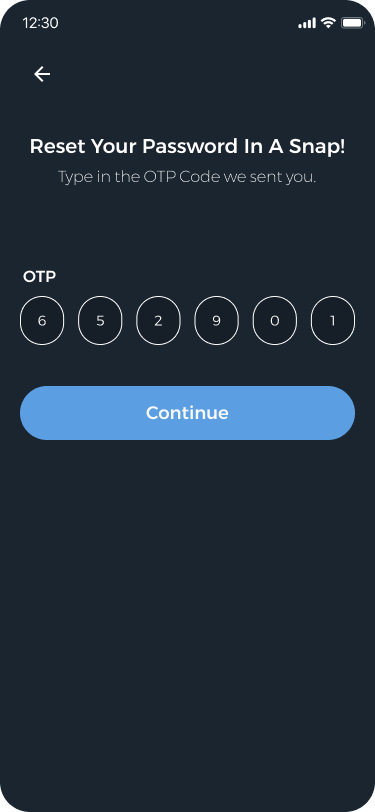 12:30
Reset Your Password In A Snap!
Type in the OTP Code we sent you.
OTP
6 5 2 9 0 1
Continue